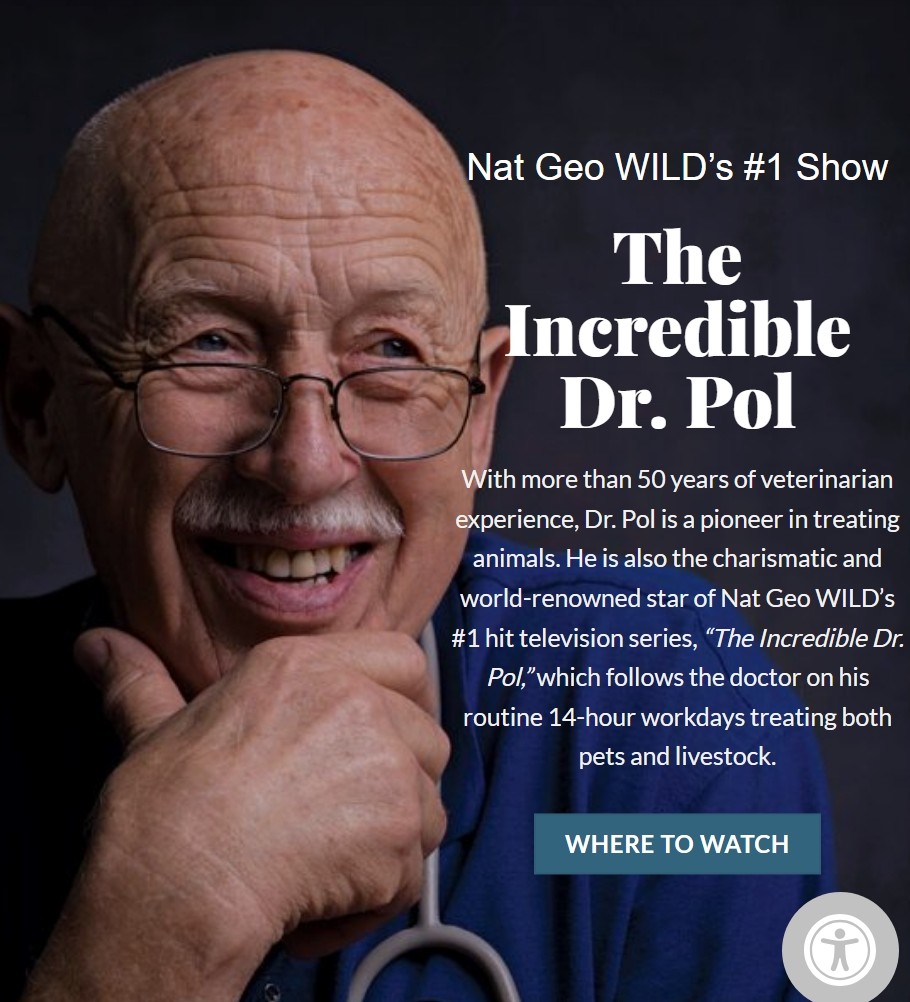 Nat Geo WILD’s #1 Show
The
Incredible
Dr. Pol
With more than 50 years of veterinarian
experience, Dr. Pol is a pioneer in treating
animals. He is also the charismatic and
world-renowned star of Nat Geo WILD’s
#1 hit television series, “The Incredible Dr.
Pol,” which follows the doctor on his
routine 14-hour workdays treating both
pets and livestock.
WHERE TO WATCH